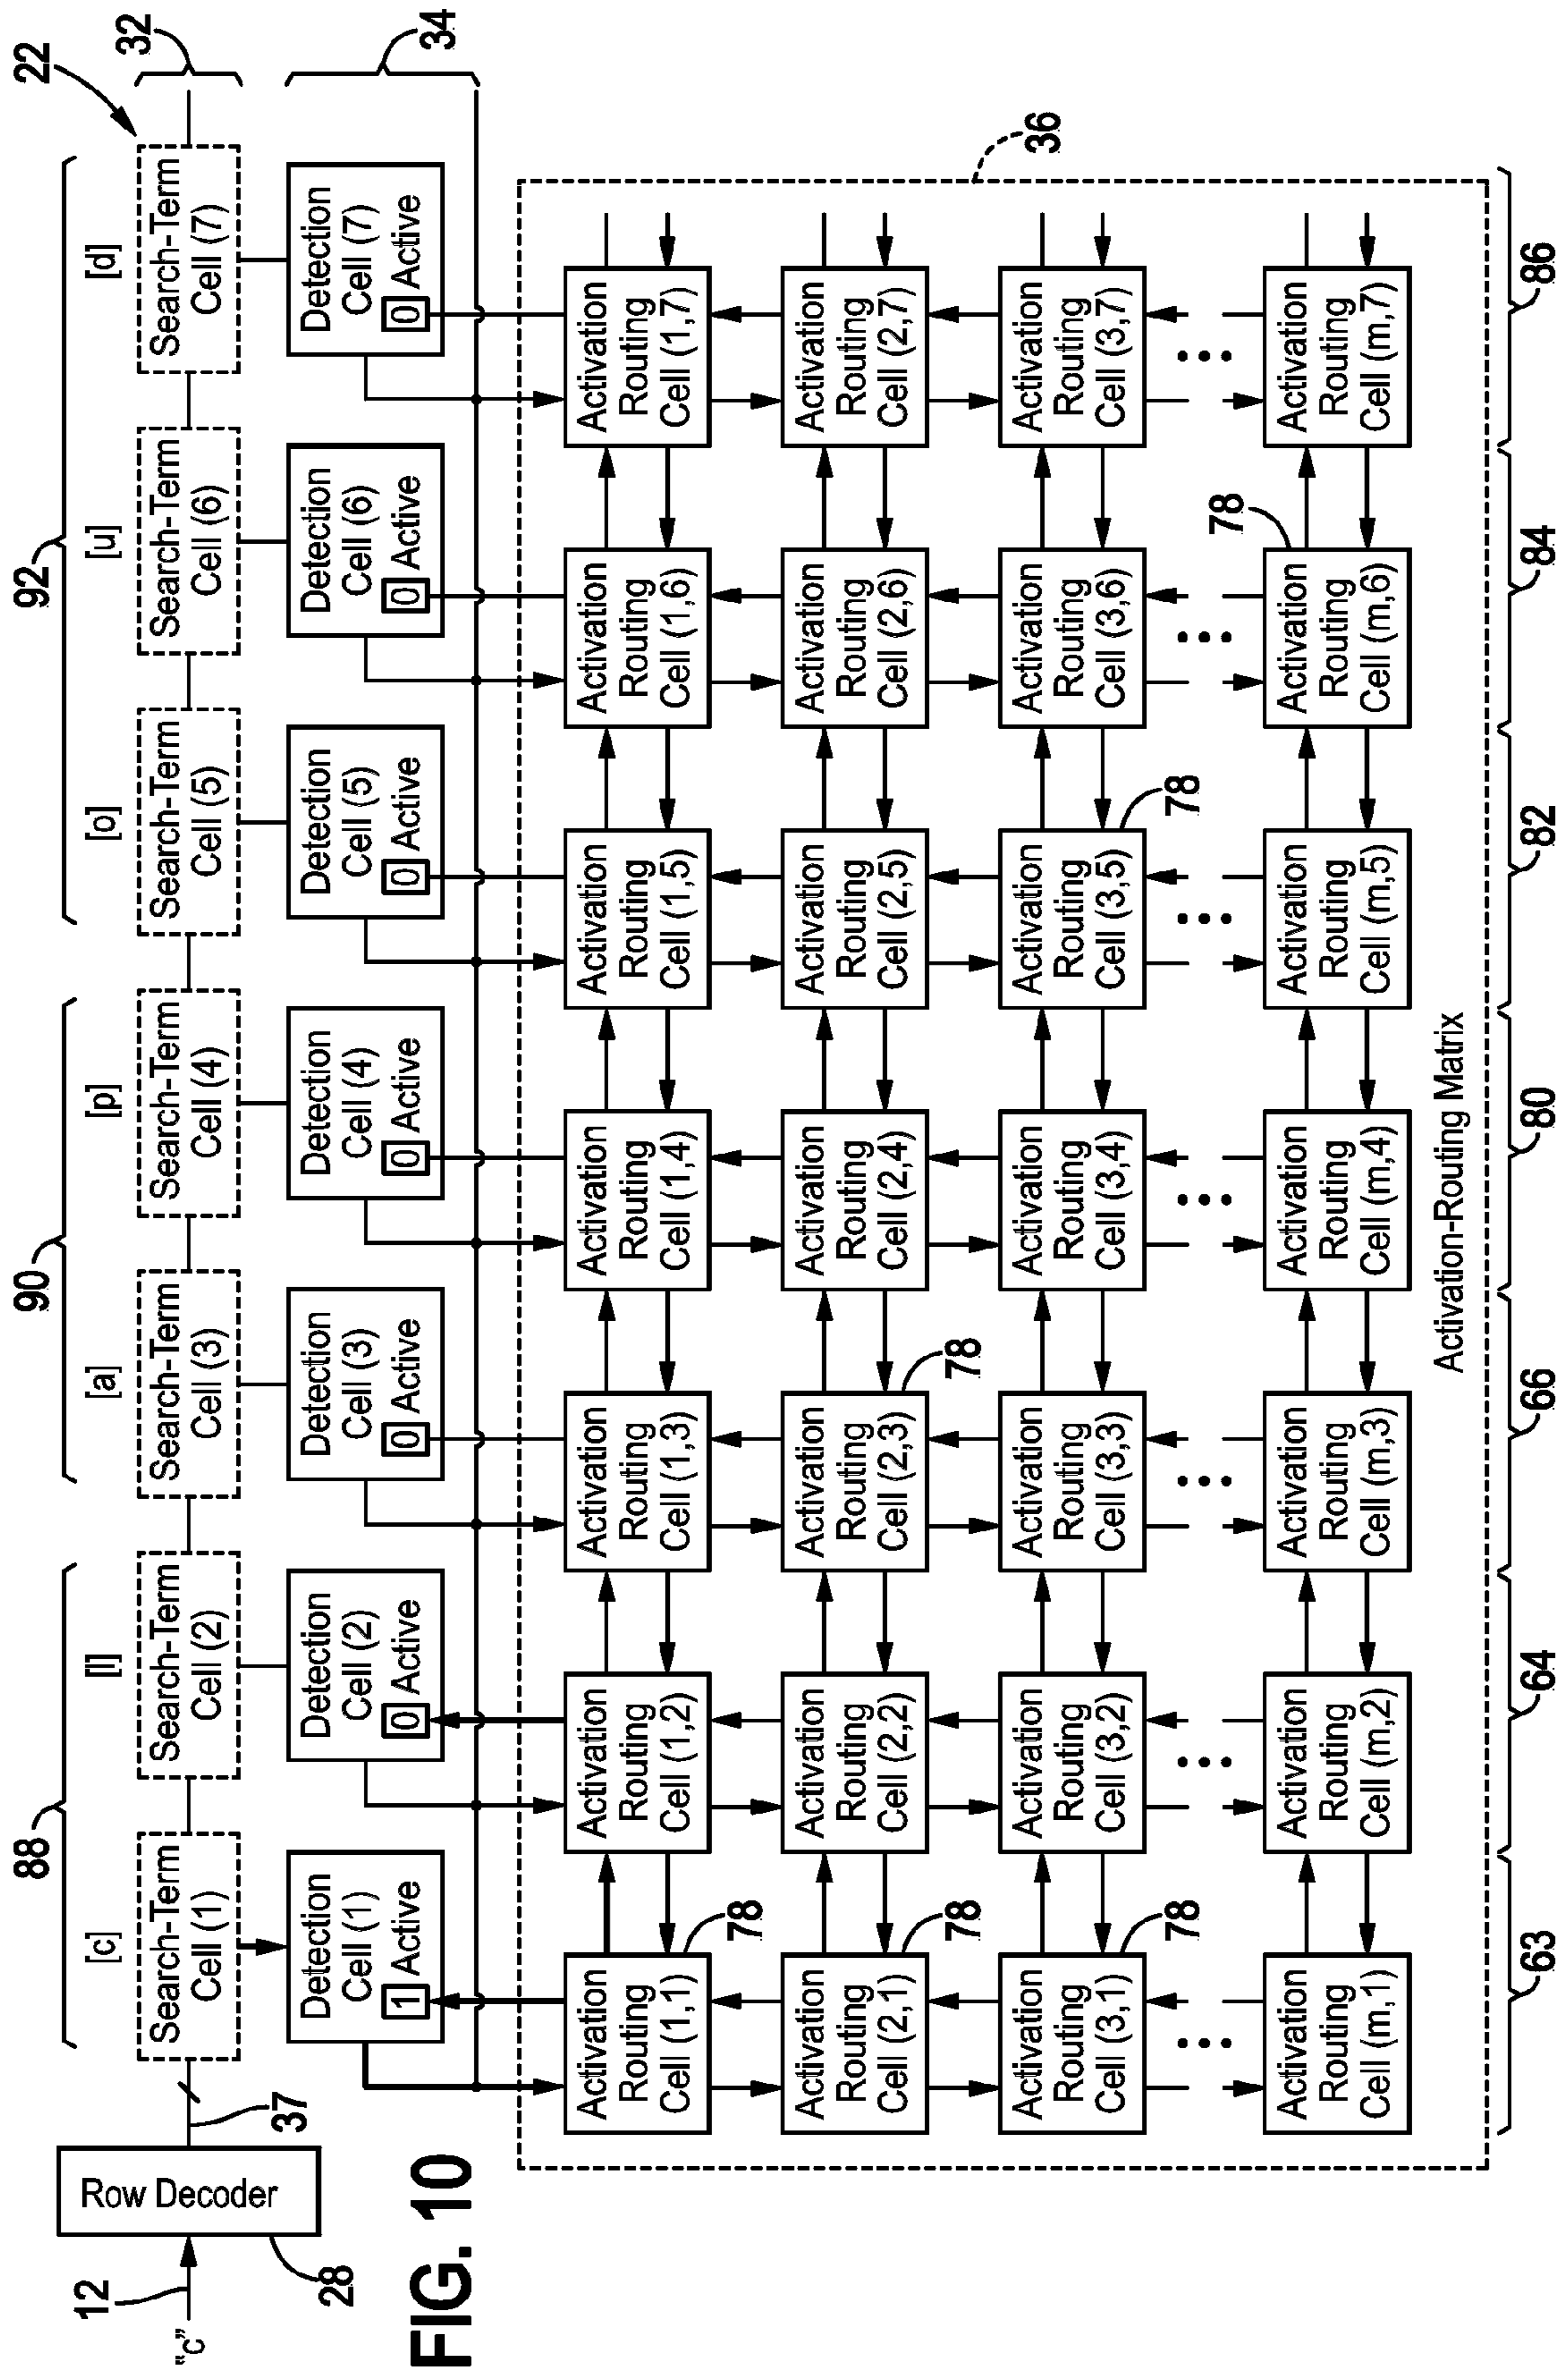 88
90
92
22
32
34
12
"c"
Row Decoder
28
37
[c]
[l]
[a]
[p]
[o]
[u]
[d]
Search-Term
Cell (1)
Search-Term
Cell (2)
Search-Term
Cell (3)
Search-Term
Cell (4)
Search-Term
Cell (5)
Search-Term
Cell (6)
Search-Term
Cell (7)
Detection
Cell (1)
1 Active
Detection
Cell (2)
0 Active
Detection
Cell (3)
0 Active
Detection
Cell (4)
0 Active
Detection
Cell (5)
0 Active
Detection
Cell (6)
0 Active
Detection
Cell (7)
0 Active
FIG. 10
36
Activation
Routing
Cell (1,1)
78
Activation
Routing
Cell (1,2)
Activation
Routing
Cell (1,3)
Activation
Routing
Cell (1,4)
Activation
Routing
Cell (1,5)
Activation
Routing
Cell (1,6)
Activation
Routing
Cell (1,7)
Activation
Routing
Cell (2,1)
78
Activation
Routing
Cell (2,2)
Activation
Routing
Cell (2,3)
78
Activation
Routing
Cell (2,4)
Activation
Routing
Cell (2,5)
Activation
Routing
Cell (2,6)
Activation
Routing
Cell (2,7)
Activation
Routing
Cell (3,1)
78
Activation
Routing
Cell (3,2)
Activation
Routing
Cell (3,3)
Activation
Routing
Cell (3,4)
Activation
Routing
Cell (3,5)
78
Activation
Routing
Cell (3,6)
Activation
Routing
Cell (3,7)
Activation
Routing
Cell (m,1)
Activation
Routing
Cell (m,2)
Activation
Routing
Cell (m,3)
Activation
Routing
Cell (m,4)
Activation
Routing
Cell (m,5)
Activation
Routing
Cell (m,6)
78
Activation
Routing
Cell (m,7)
Activation-Routing Matrix
63
64
66
80
82
84
86